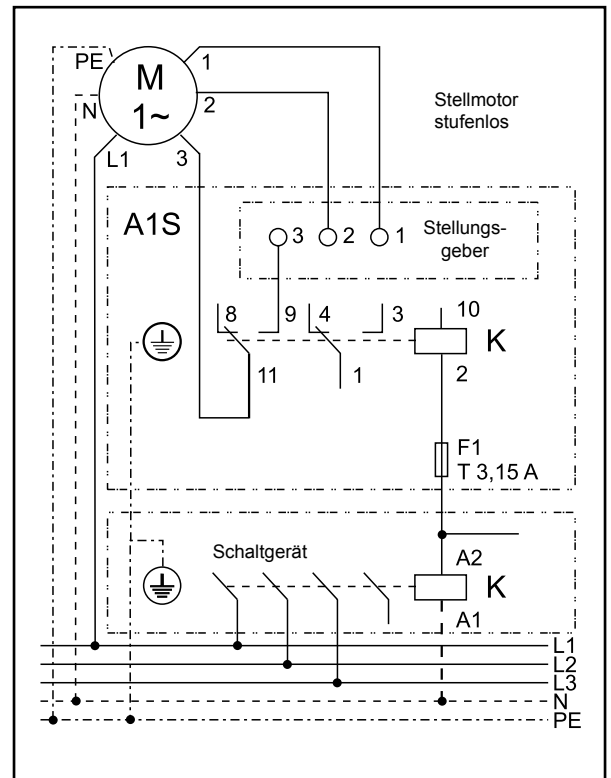 PE
1
M
1~
N
2
L1
3
Stellmotor
stufenlos
A1S
3
2
1
Stellungs-
geber
8
9
4
3
10
K
11
1
2
F1
T 3,15 A
Schaltgerät
A2
K
A1
L1
L2
L3
N
PE